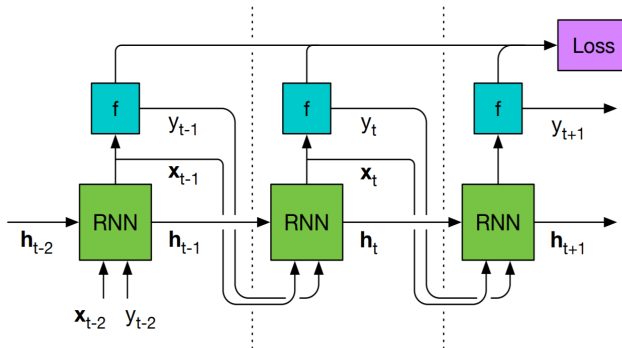 Loss
f
f
f
y_{t-1}
y_t
y_{t+1}
x_{t-1}
x_t
RNN
RNN
RNN
h_{t-2}
h_{t-1}
h_t
h_{t+1}
x_{t-2}
y_{t-2}